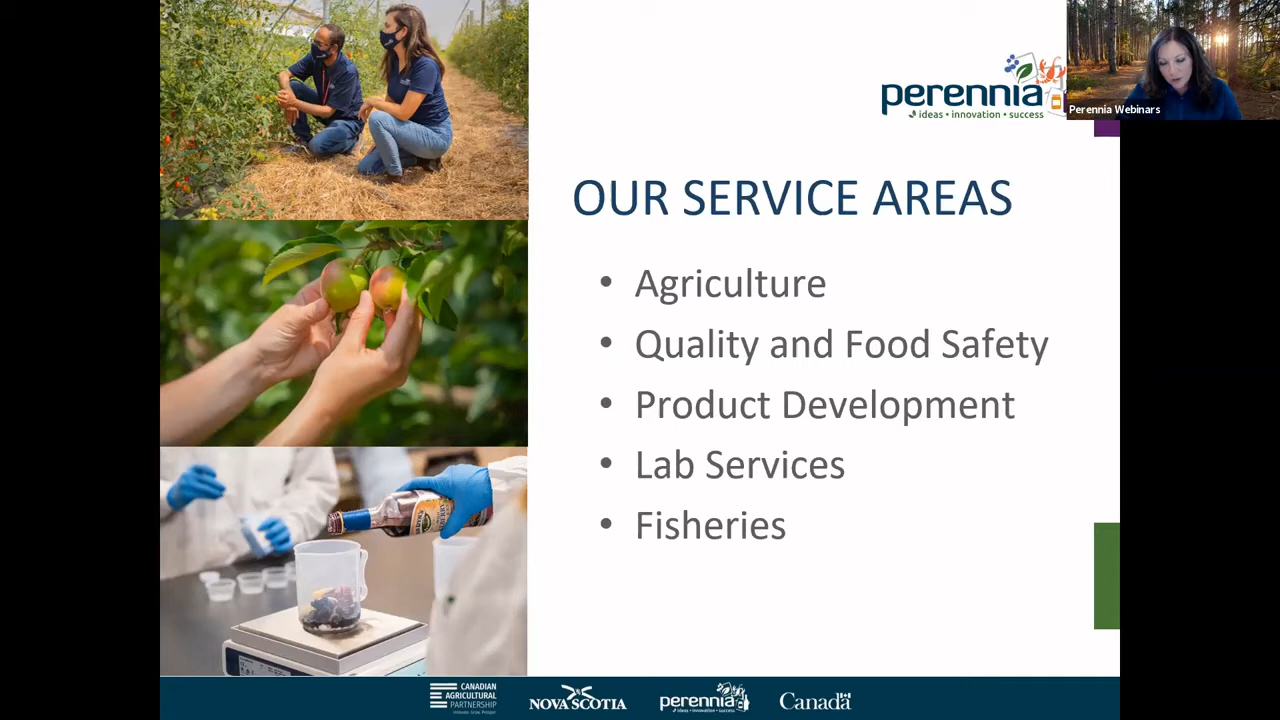 perennia
ideas • innovation • success
Perennia Webinars
OUR SERVICE AREAS
• Agriculture
• Quality and Food Safety
• Product Development
• Lab Services
• Fisheries
CANADIAN
AGRICULTURAL
PARTNERSHIP
NOVA SCOTIA
perennia
ideas • innovation • success
Canada